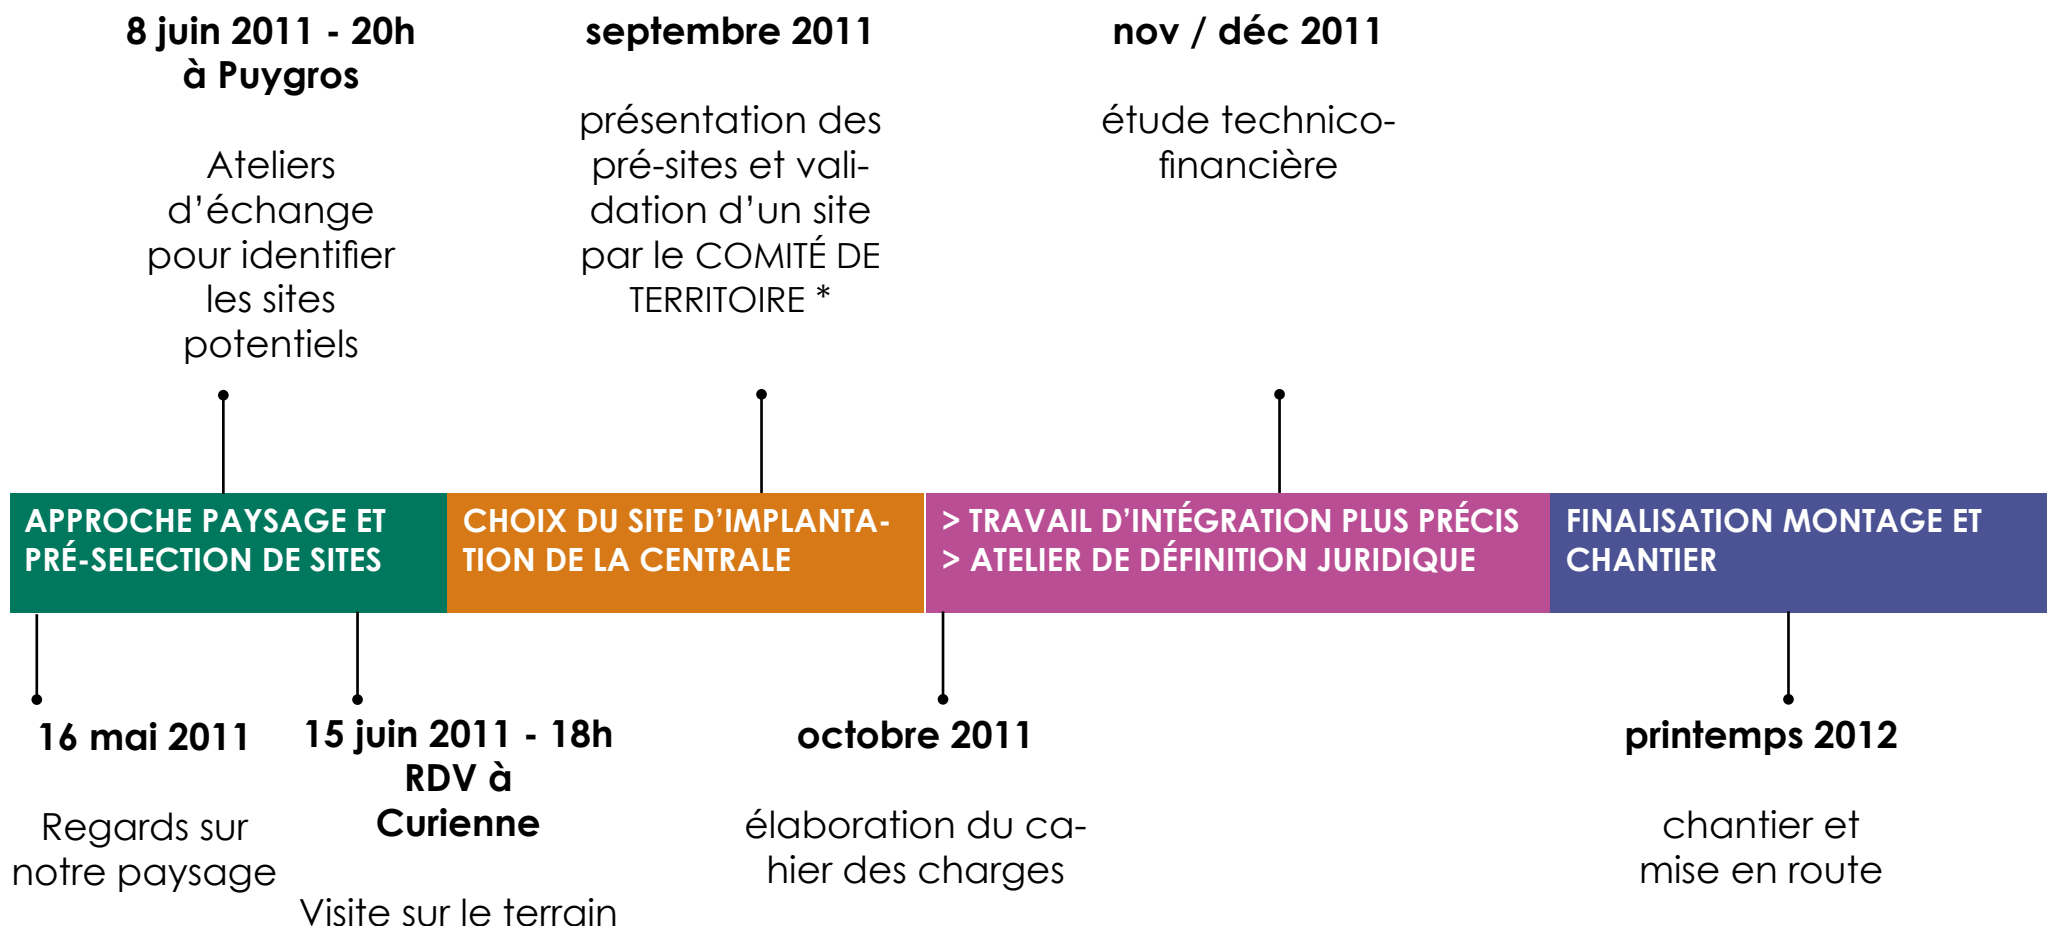 8 juin 2011 - 20h
à Puygros
Ateliers
d’échange
pour identifier
les sites
potentiels
septembre 2011
présentation des
pré-sites et vali-
dation d’un site
par le COMITÉ DE
TERRITOIRE *
nov / déc 2011
étude technico-
financière
APPROCHE PAYSAGE ET
PRÉ-SELECTION DE SITES
CHOIX DU SITE D’IMPLANTA-
TION DE LA CENTRALE
> TRAVAIL D’INTÉGRATION PLUS PRÉCIS
> ATELIER DE DÉFINITION JURIDIQUE
FINALISATION MONTAGE ET
CHANTIER
16 mai 2011
Regards sur
notre paysage
15 juin 2011 - 18h
RDV à
Curienne
Visite sur le terrain
octobre 2011
élaboration du ca-
hier des charges
printemps 2012
chantier et
mise en route